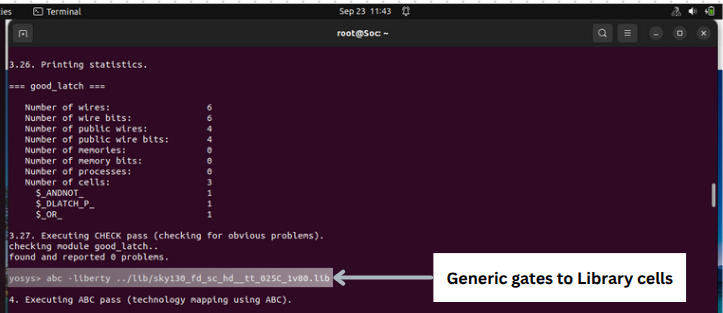 ies Terminal Sep 23 11:43
root@Soc: ~
3.26. Printing statistics.
=== good_latch ===
Number of wires: 6
Number of wire bits: 6
Number of public wires: 4
Number of public wire bits: 4
Number of memories: 0
Number of memory bits: 0
Number of processes: 0
Number of cells: 3
$_ANDNOT_ 1
$_DLATCH_P_ 1
$_OR_ 1
3.27. Executing CHECK pass (checking for obvious problems).
checking module good_latch..
found and reported 0 problems.
yosys> abc -liberty ../lib/sky130_fd_sc_hd__tt_025C_1v80.lib
Generic gates to Library cells
4. Executing ABC pass (technology mapping using ABC).